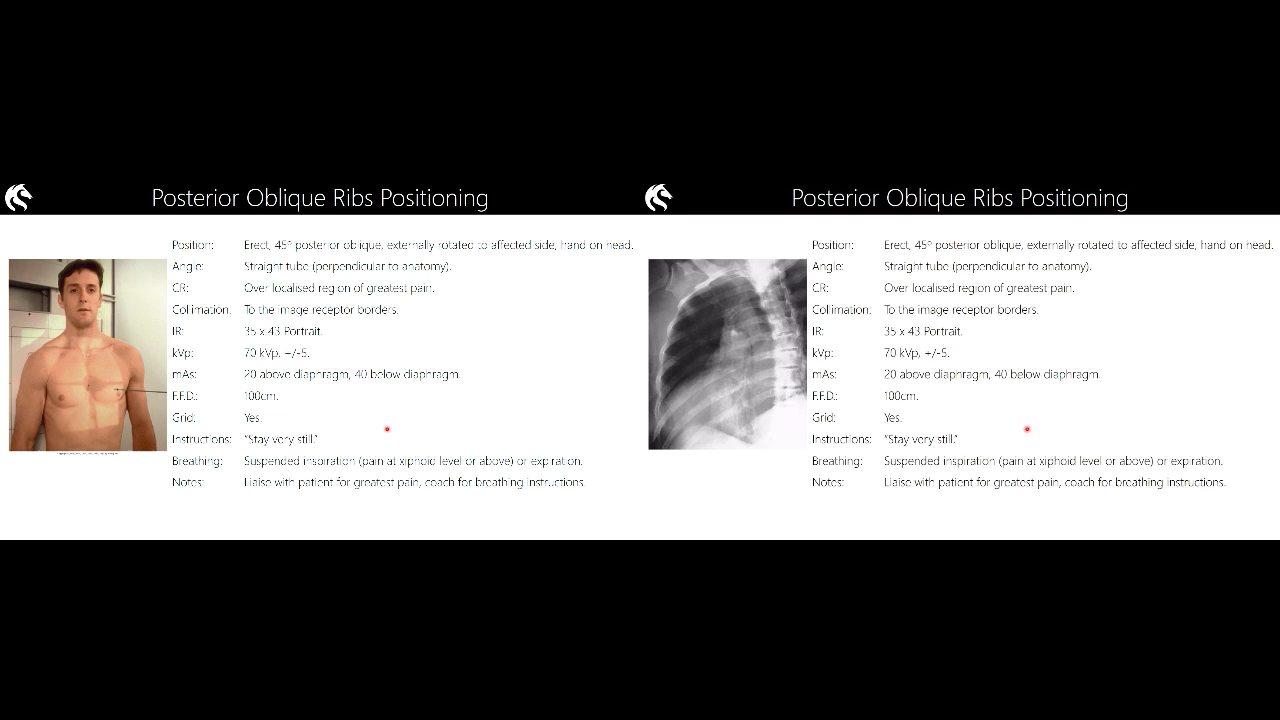 Posterior Oblique Ribs Positioning
Position: Erect, 45º posterior oblique, externally rotated to affected side, hand on head.
Angle: Straight tube (perpendicular to anatomy).
CR: Over localised region of greatest pain.
Collimation: To the image receptor borders.
IR: 35 x 43 Portrait.
kVp: 70 kVp, +/-5.
mAs: 20 above diaphragm, 40 below diaphragm.
F.F.D.: 100cm.
Grid: Yes.
Instructions: "Stay very still."
Breathing: Suspended inspiration (pain at xiphoid level or above) or expiration.
Notes: Liaise with patient for greatest pain, coach for breathing instructions.
Posterior Oblique Ribs Positioning
Position: Erect, 45º posterior oblique, externally rotated to affected side, hand on head.
Angle: Straight tube (perpendicular to anatomy).
CR: Over localised region of greatest pain.
Collimation: To the image receptor borders.
IR: 35 x 43 Portrait.
kVp: 70 kVp, +/-5.
mAs: 20 above diaphragm, 40 below diaphragm.
F.F.D.: 100cm.
Grid: Yes.
Instructions: "Stay very still."
Breathing: Suspended inspiration (pain at xiphoid level or above) or expiration.
Notes: Liaise with patient for greatest pain, coach for breathing instructions.